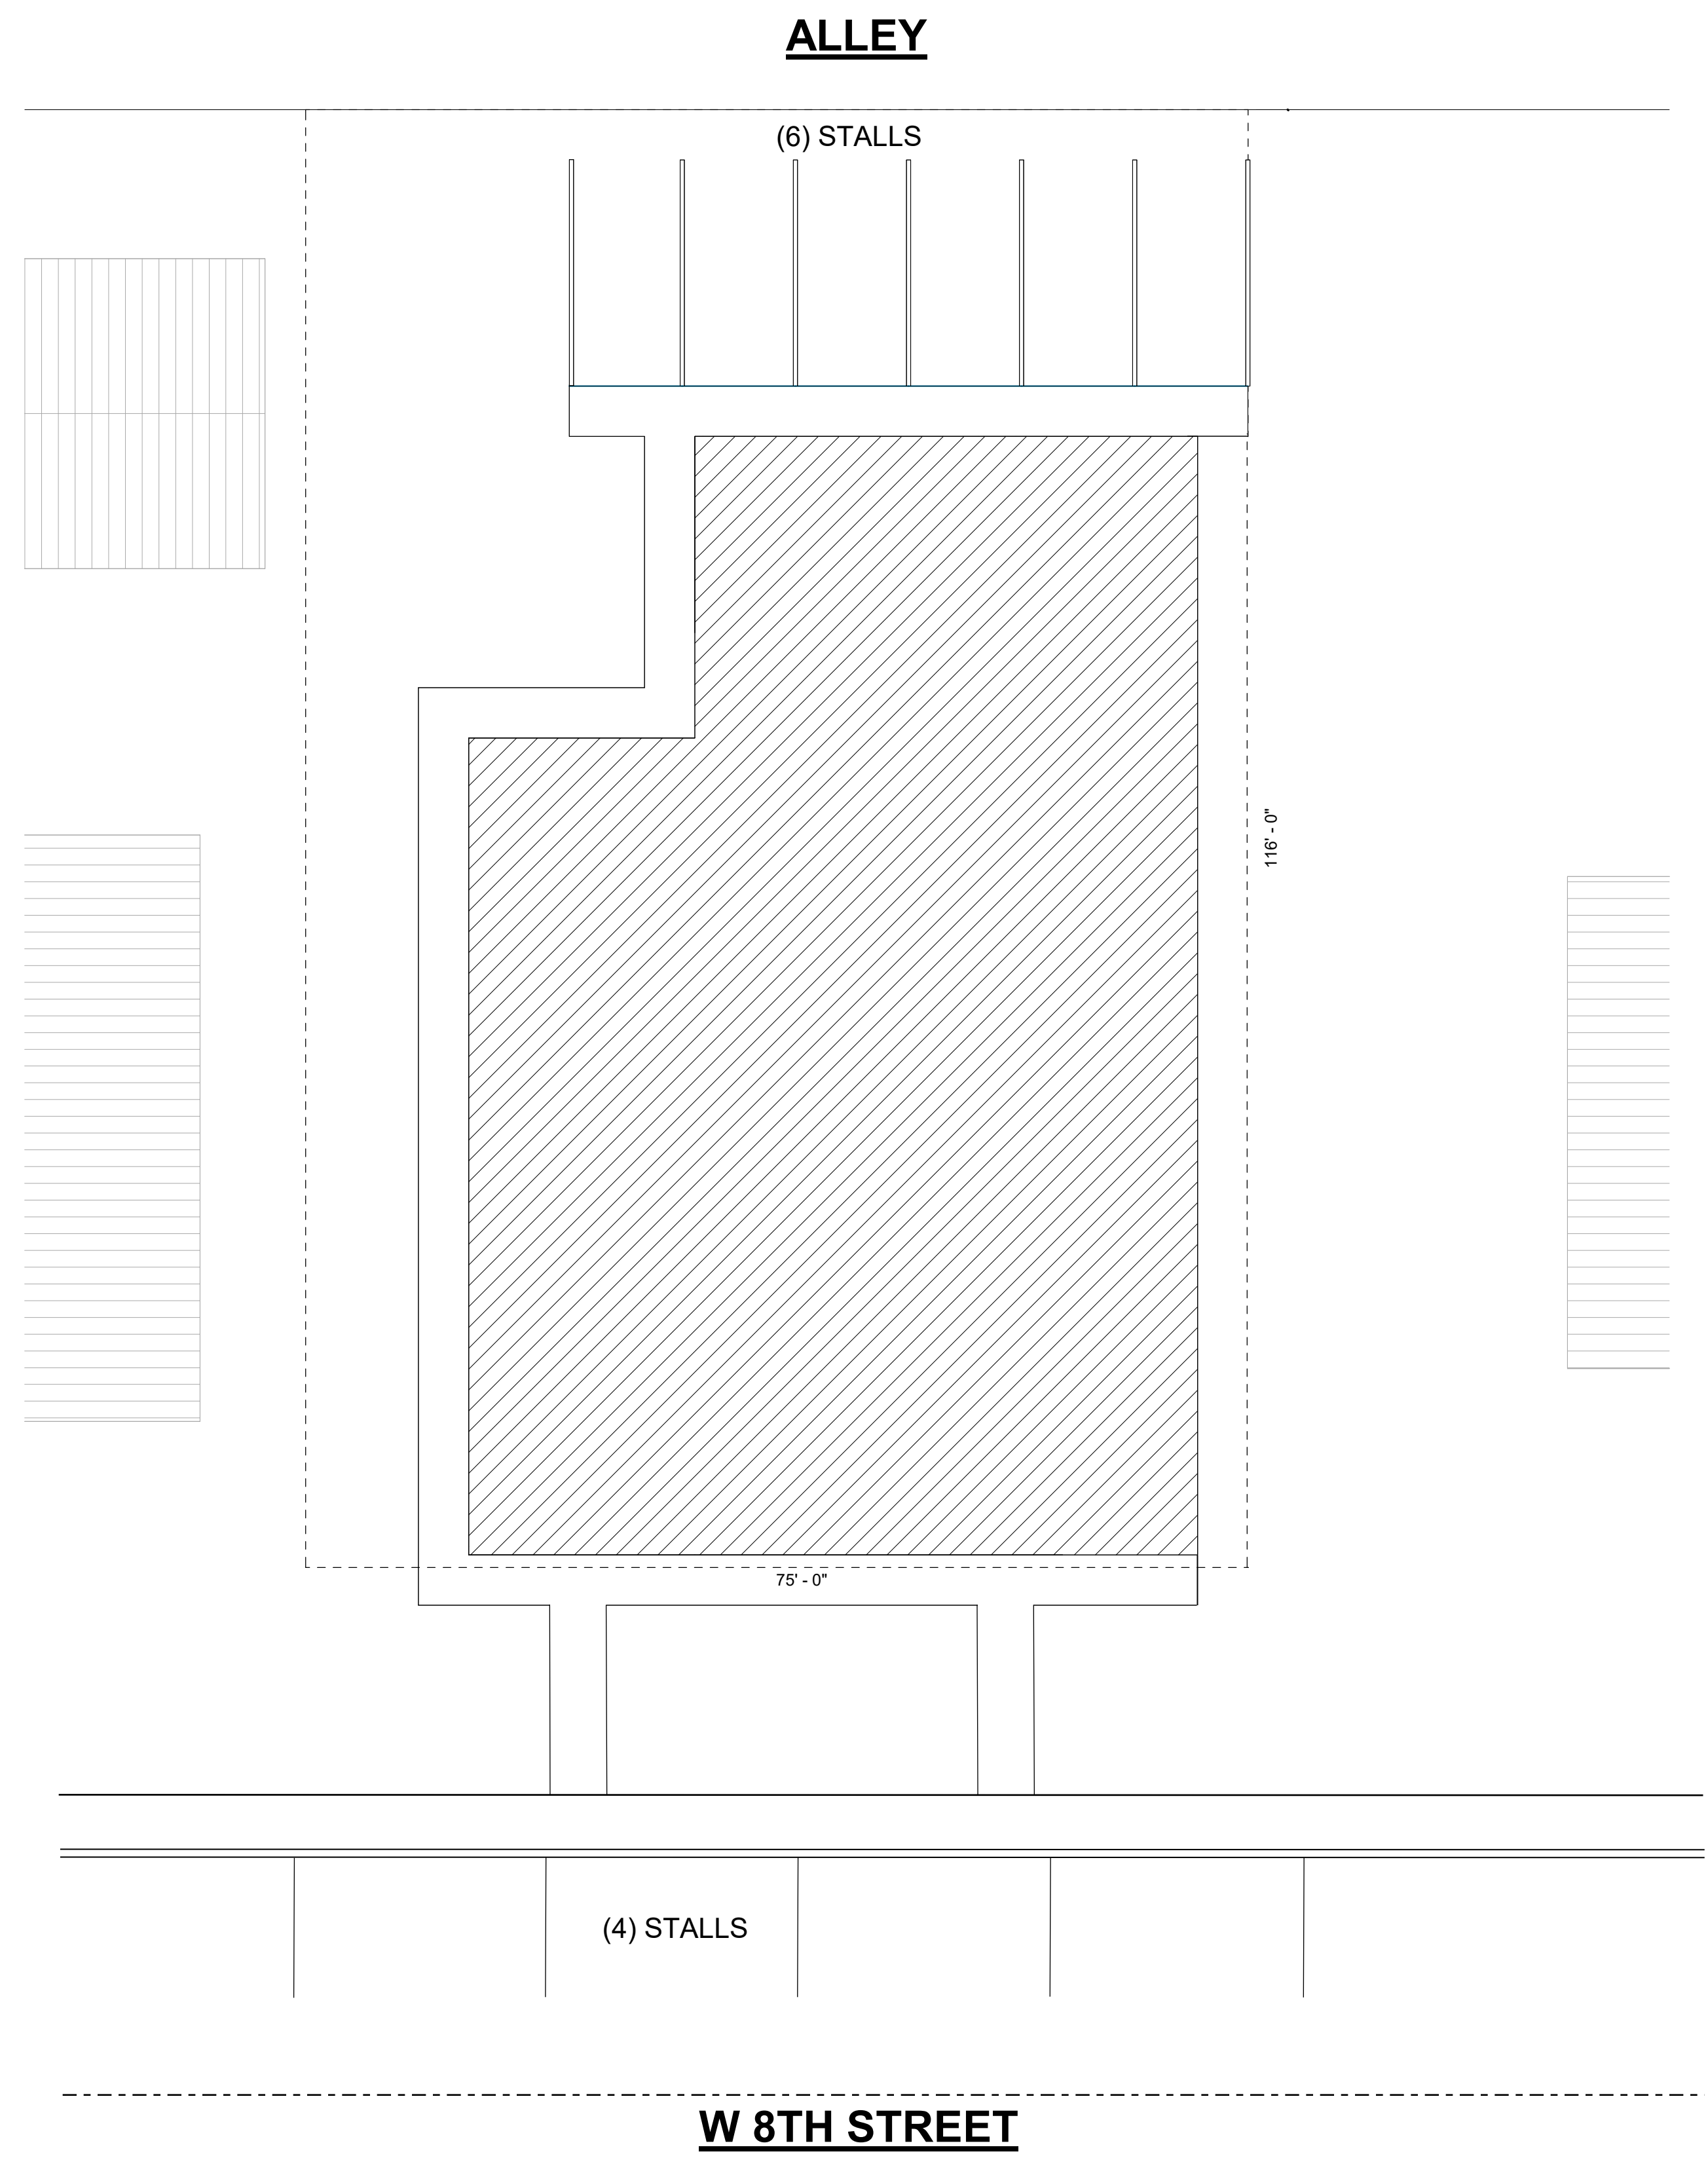 ALLEY
(6) STALLS
116' - 0"
75' - 0"
(4) STALLS
W 8TH STREET